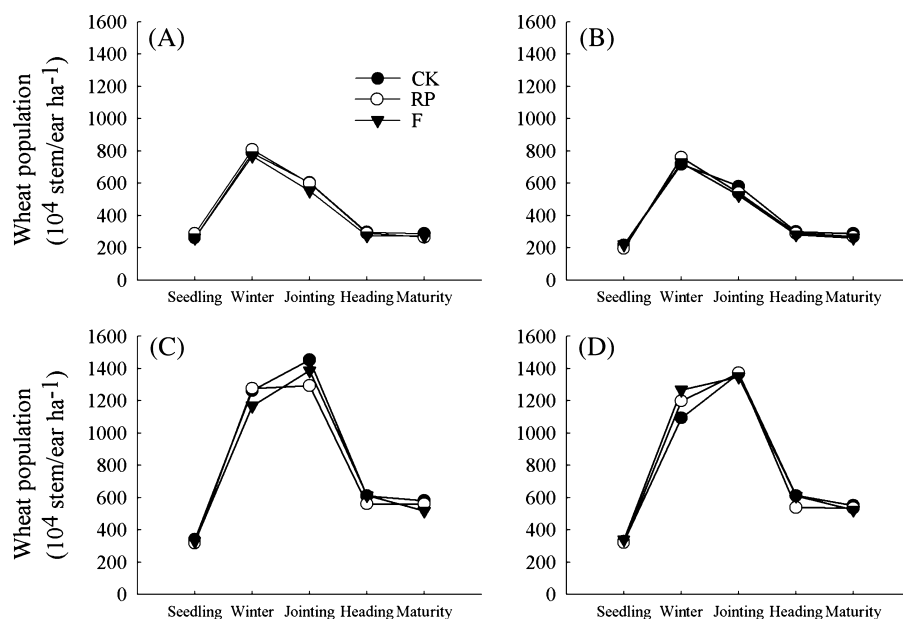 (A)
1600
1400
1200
1000
800
600
400
200
0
Wheat population
(10⁴ stem/ear ha⁻¹)
CK
RP
F
Seedling Winter Jointing Heading Maturity
(B)
1600
1400
1200
1000
800
600
400
200
0
Seedling Winter Jointing Heading Maturity
(C)
1600
1400
1200
1000
800
600
400
200
0
Wheat population
(10⁴ stem/ear ha⁻¹)
Seedling Winter Jointing Heading Maturity
(D)
1600
1400
1200
1000
800
600
400
200
0
Seedling Winter Jointing Heading Maturity